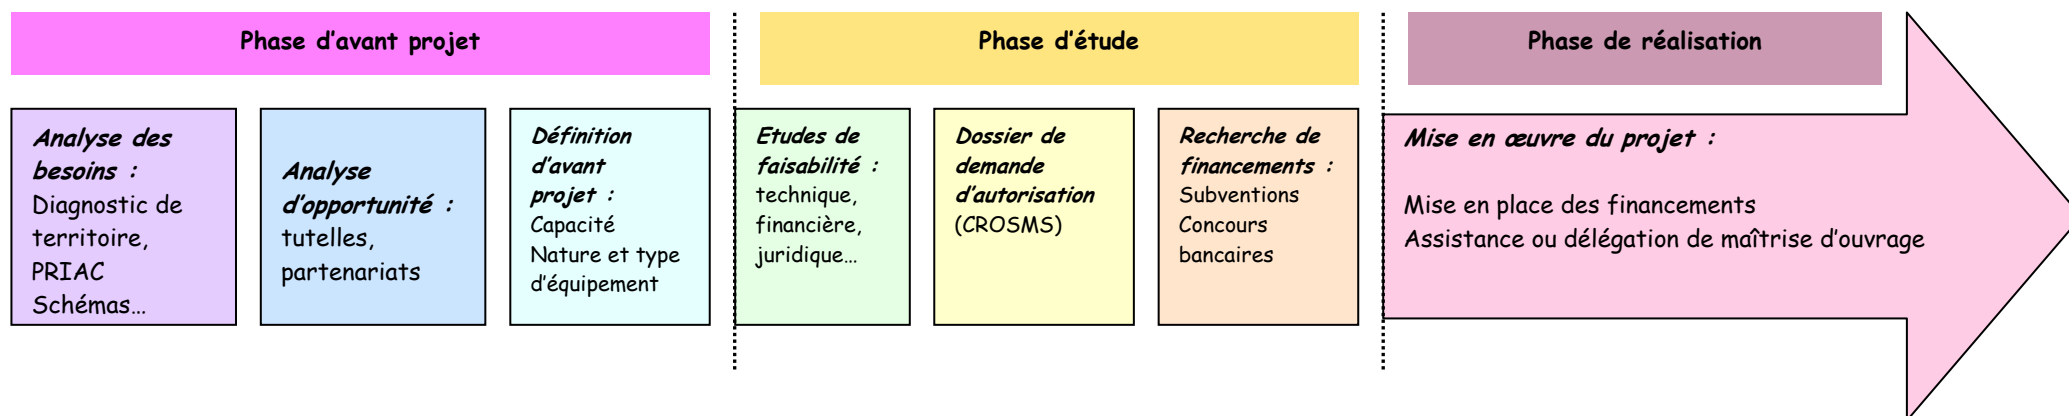 Phase d’avant projet
Phase d’étude
Phase de réalisation
Analyse des
besoins :
Diagnostic de
territoire,
PRIAC
Schémas…
Analyse
d’opportunité :
tutelles,
partenariats
Définition
d’avant
projet :
Capacité
Nature et type
d’équipement
Etudes de
faisabilité :
technique,
financière,
juridique…
Dossier de
demande
d’autorisation
(CROSMS)
Recherche de
financements :
Subventions
Concours
bancaires
Mise en œuvre du projet :
Mise en place des financements
Assistance ou délégation de maîtrise d’ouvrage